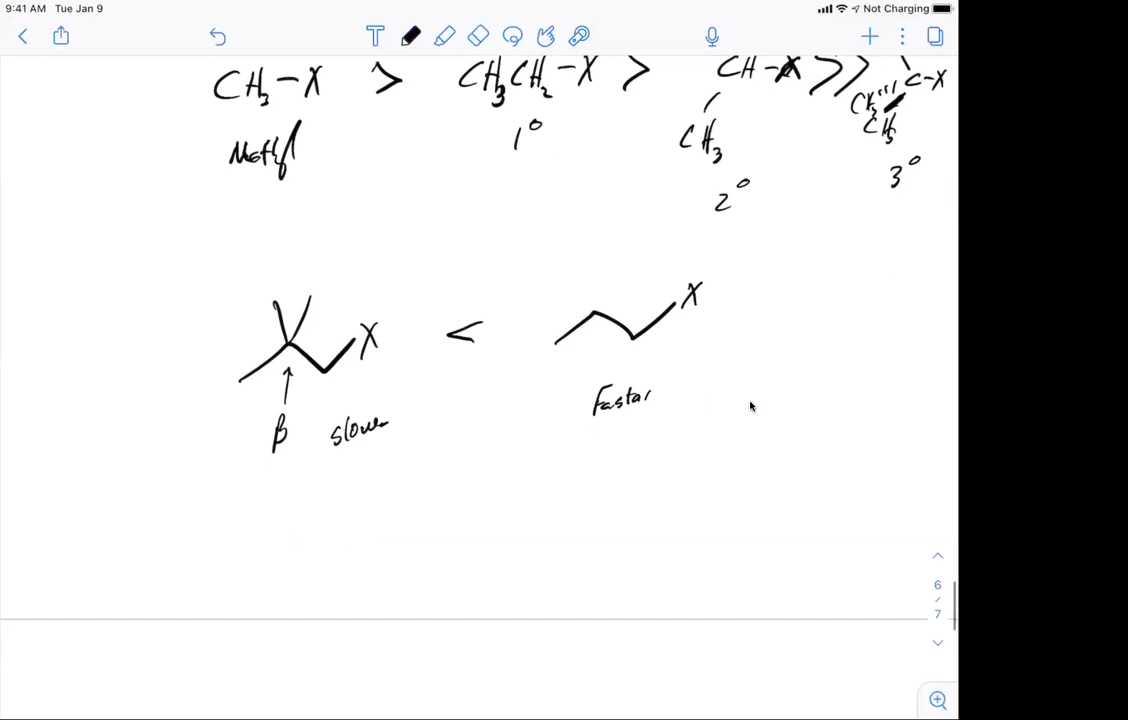 9:41 AM Tue Jan 9
Not Charging
T
CH₃-X > CH₃CH₂-X > CH-X >> C-X
CH₃
CH₃
CH₃
Methyl
1°
2°
3°
X < X
β slower
Faster
6
/
7